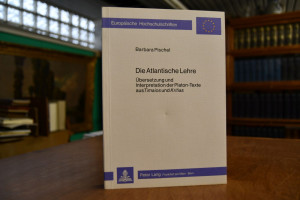 Europäische Hochschulschriften
Barbara Pischel
Die Atlantische Lehre
Übersetzung und
Interpretation der Platon-Texte
aus Timaios und Kritias
Peter Lang